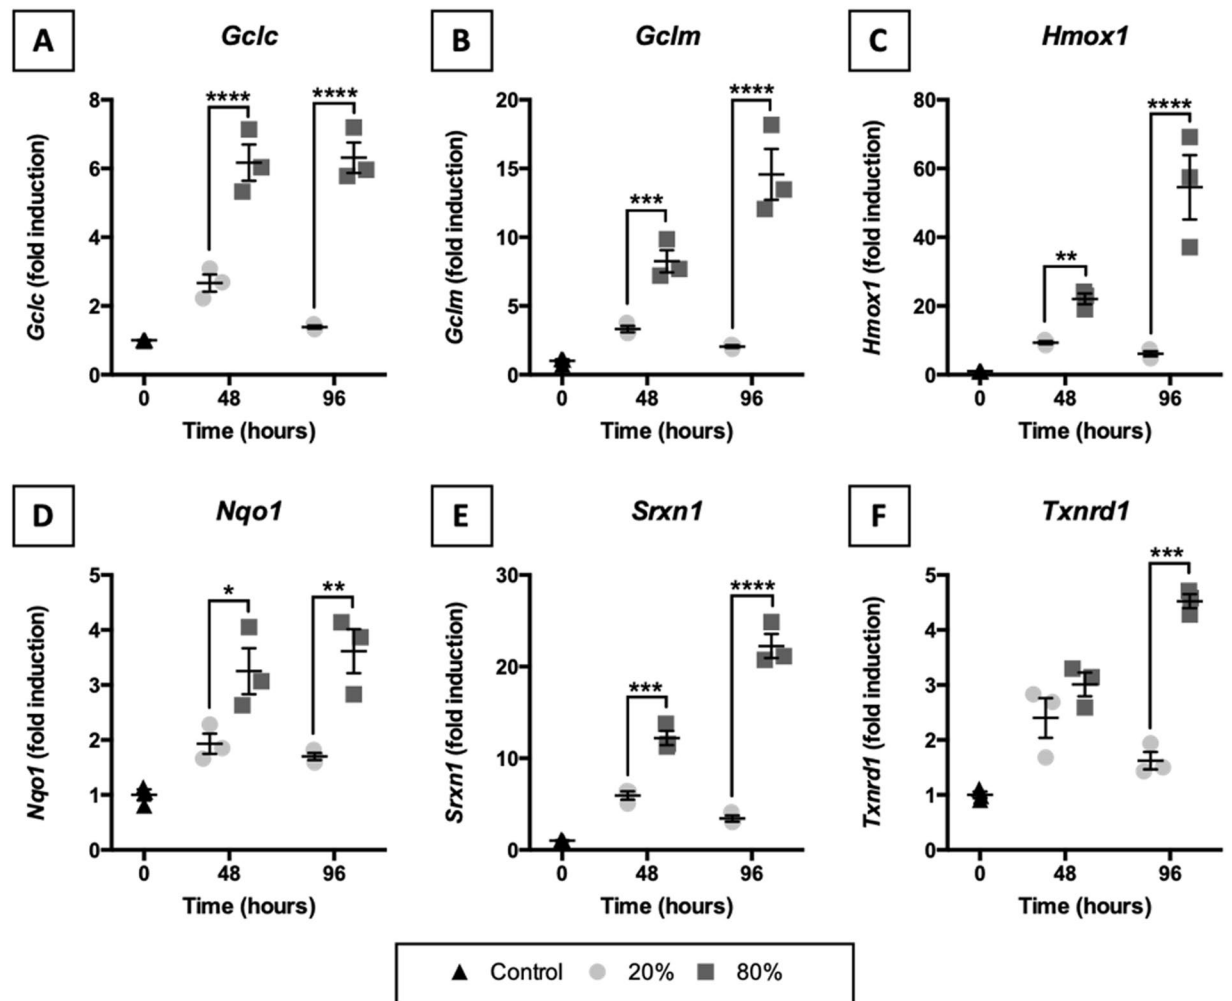 A Gclc
B Gclm
C Hmox1
Gclc (fold induction)
8
6
4
2
0
**** ****
0 48 96
Time (hours)
Gclm (fold induction)
20
15
10
5
0
*** ****
0 48 96
Time (hours)
Hmox1 (fold induction)
80
60
40
20
0
** ****
0 48 96
Time (hours)
D Nqo1
E Srxn1
F Txnrd1
Nqo1 (fold induction)
5
4
3
2
1
0
* **
0 48 96
Time (hours)
Srxn1 (fold induction)
30
20
10
0
*** ****
0 48 96
Time (hours)
Txnrd1 (fold induction)
5
4
3
2
1
0
***
0 48 96
Time (hours)
Control 20% 80%